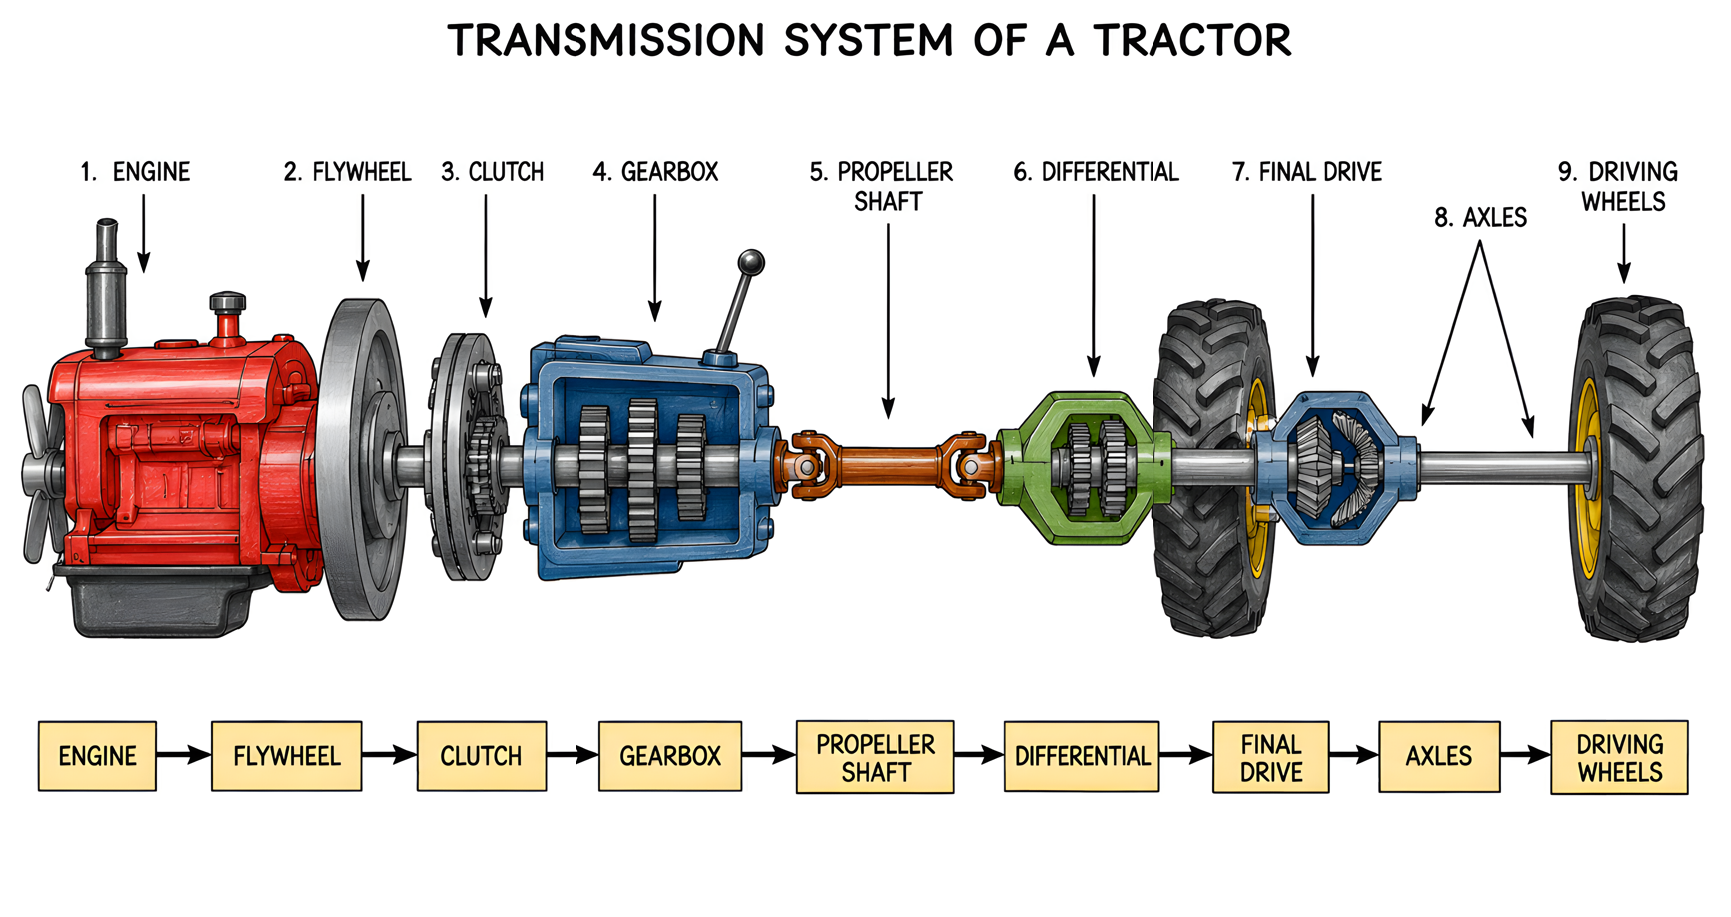 TRANSMISSION SYSTEM OF A TRACTOR
1. ENGINE
2. FLYWHEEL
3. CLUTCH
4. GEARBOX
5. PROPELLER
SHAFT
6. DIFFERENTIAL
7. FINAL DRIVE
8. AXLES
9. DRIVING
WHEELS
ENGINE
FLYWHEEL
CLUTCH
GEARBOX
PROPELLER
SHAFT
DIFFERENTIAL
FINAL
DRIVE
AXLES
DRIVING
WHEELS